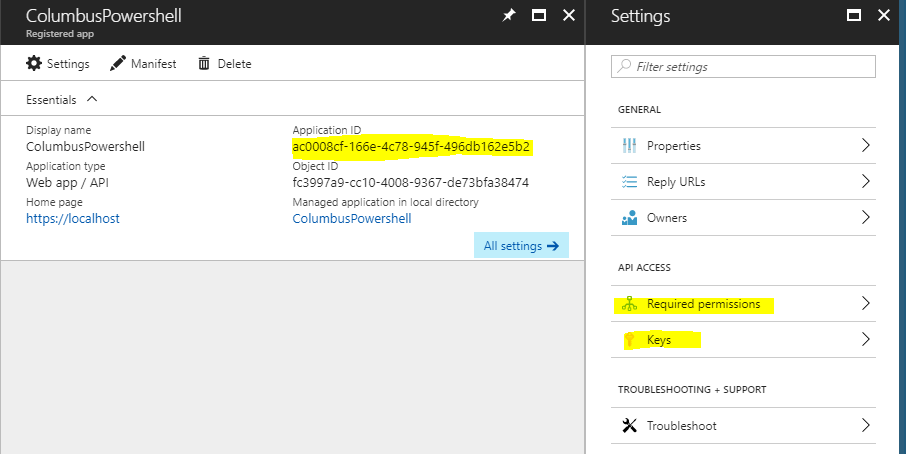 ColumbusPowershell
Registered app
Settings
Manifest
Delete
Essentials
Display name
ColumbusPowershell
Application type
Web app / API
Home page
https://localhost
Application ID
ac0008cf-166e-4c78-945f-496db162e5b2
Object ID
fc3997a9-cc10-4008-9367-de73bfa38474
Managed application in local directory
ColumbusPowershell
All settings
Settings
Filter settings
GENERAL
Properties
Reply URLs
Owners
API ACCESS
Required permissions
Keys
TROUBLESHOOTING + SUPPORT
Troubleshoot